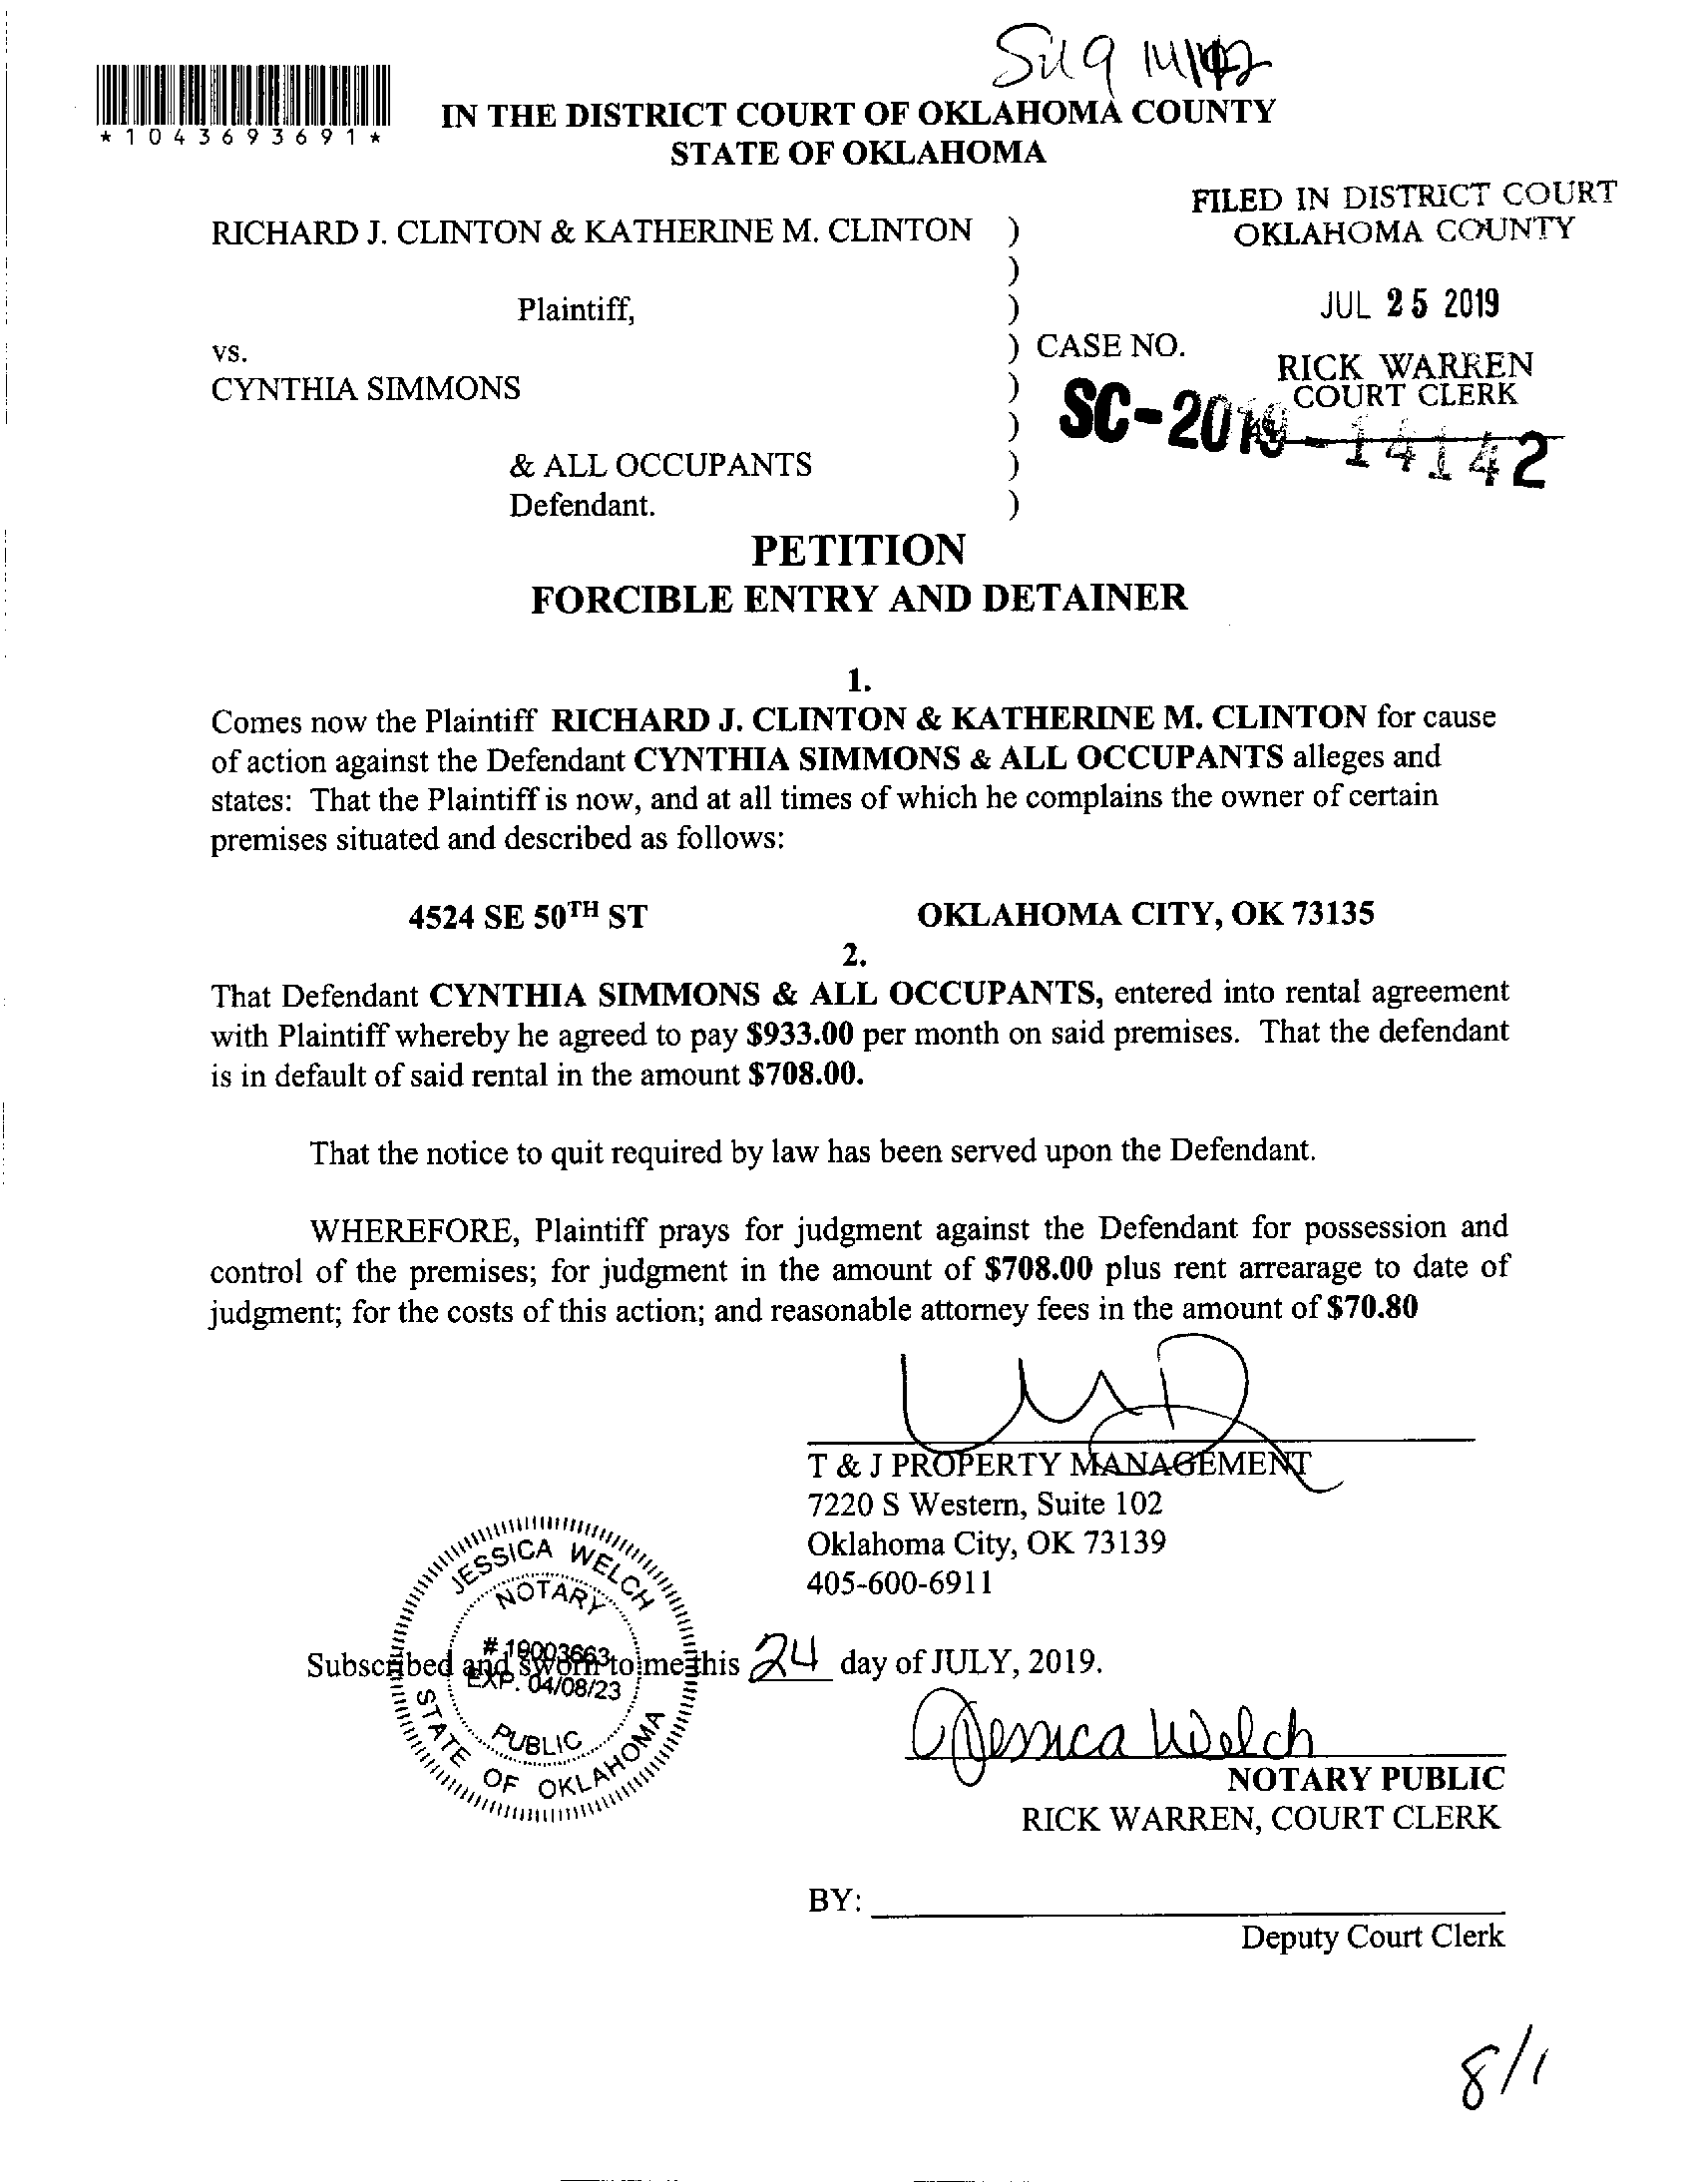 *1043693691*
IN THE DISTRICT COURT OF OKLAHOMA COUNTY
STATE OF OKLAHOMA
FILED IN DISTRICT COURT
OKLAHOMA COUNTY
RICHARD J. CLINTON & KATHERINE M. CLINTON )
)
Plaintiff, )
JUL 25 2019
vs. ) CASE NO.
RICK WARREN
COURT CLERK
CYNTHIA SIMMONS )
SC-2019-14142
)
& ALL OCCUPANTS )
Defendant. )
PETITION
FORCIBLE ENTRY AND DETAINER
1.
Comes now the Plaintiff RICHARD J. CLINTON & KATHERINE M. CLINTON for cause
of action against the Defendant CYNTHIA SIMMONS & ALL OCCUPANTS alleges and
states: That the Plaintiff is now, and at all times of which he complains the owner of certain
premises situated and described as follows:
4524 SE 50TH ST OKLAHOMA CITY, OK 73135
2.
That Defendant CYNTHIA SIMMONS & ALL OCCUPANTS, entered into rental agreement
with Plaintiff whereby he agreed to pay $933.00 per month on said premises. That the defendant
is in default of said rental in the amount $708.00.
That the notice to quit required by law has been served upon the Defendant.
WHEREFORE, Plaintiff prays for judgment against the Defendant for possession and
control of the premises; for judgment in the amount of $708.00 plus rent arrearage to date of
judgment; for the costs of this action; and reasonable attorney fees in the amount of $70.80
T & J PROPERTY MANAGEMENT
7220 S Western, Suite 102
Oklahoma City, OK 73139
405-600-6911
JESSICA WELCH
NOTARY
# 19003663
EXP. 04/08/23
PUBLIC
STATE OF OKLAHOMA
Subscribed and sworn to me this 24 day of JULY, 2019.
Jessica Welch
NOTARY PUBLIC
RICK WARREN, COURT CLERK
BY:
Deputy Court Clerk
8/1